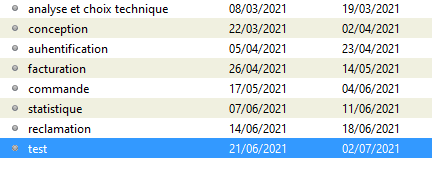 analyse et choix technique 08/03/2021 19/03/2021
conception 22/03/2021 02/04/2021
auhentification 05/04/2021 23/04/2021
facturation 26/04/2021 14/05/2021
commande 17/05/2021 04/06/2021
statistique 07/06/2021 11/06/2021
reclamation 14/06/2021 18/06/2021
test 21/06/2021 02/07/2021